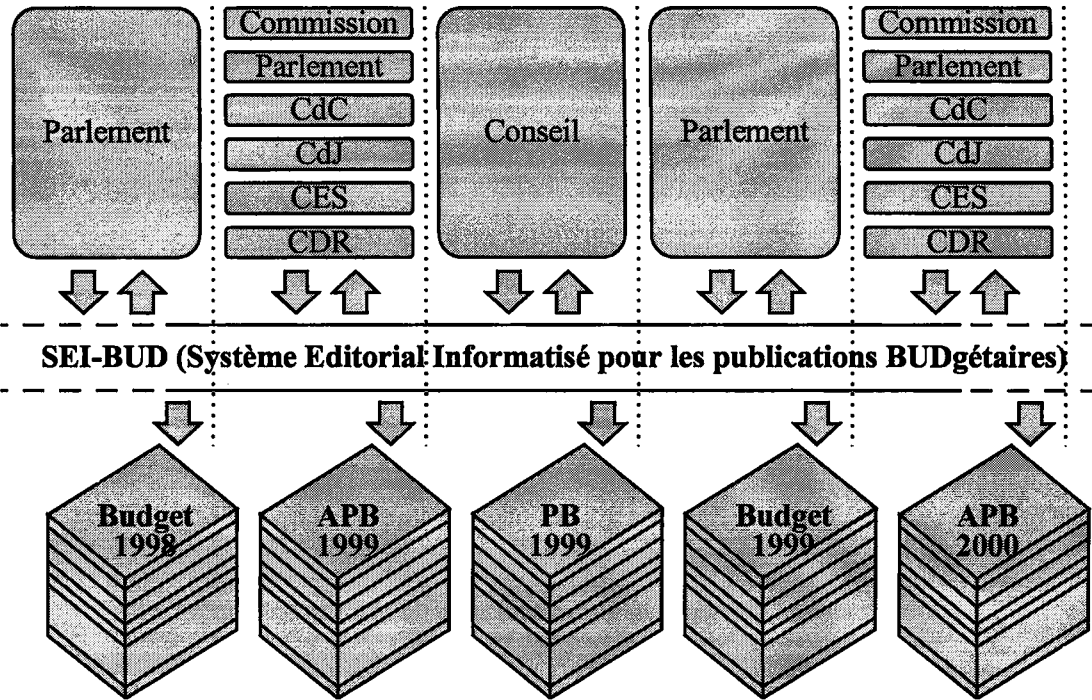 Parlement
Commission
Parlement
CdC
CdJ
CES
CDR
Conseil
Parlement
Commission
Parlement
CdC
CdJ
CES
CDR
SEI-BUD (Système Editorial Informatisé pour les publications BUDgétaires)
Budget
1998
APB
1999
PB
1999
Budget
1999
APB
2000